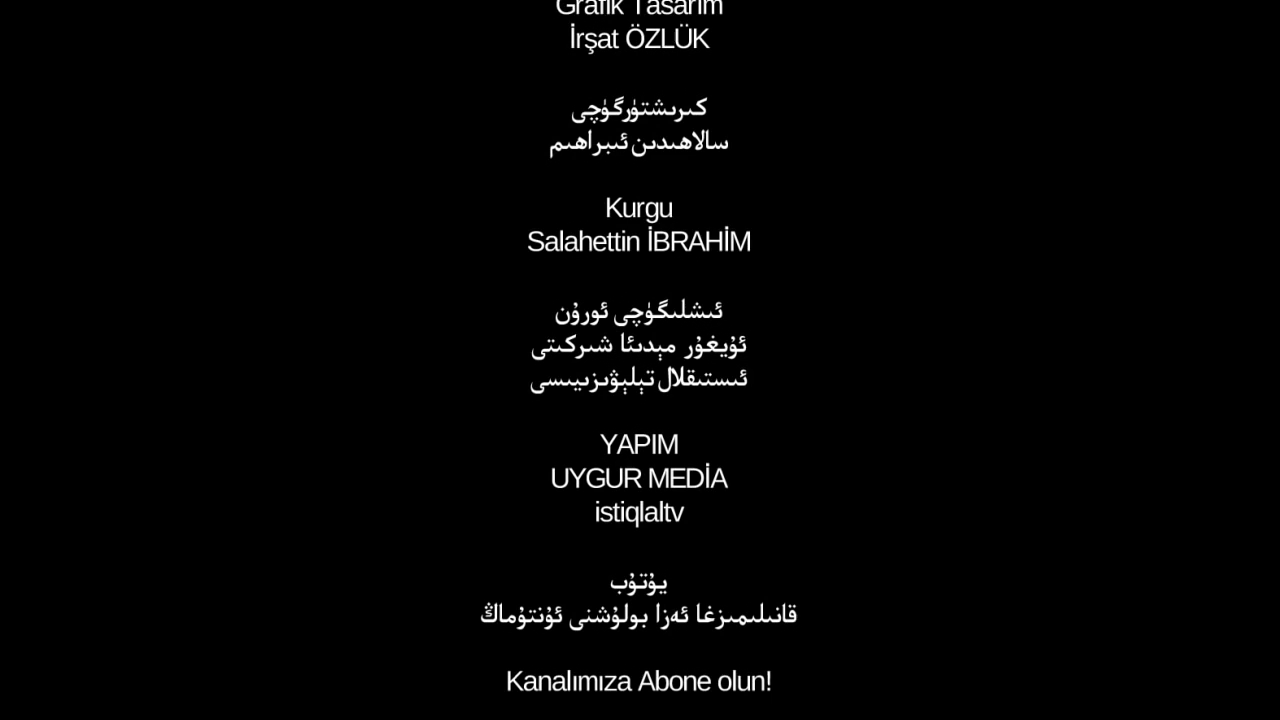 Grafik Tasarım
İrşat ÖZLÜK
كىرىشتۈرگۈچى
سالاھىدىن ئىبراھىم
Kurgu
Salahettin İBRAHİM
ئىشلىگۈچى ئورۇن
ئۇيغۇر مېدىئا شىركىتى
ئىستىقلال تېلېۋىزىيىسى
YAPIM
UYGUR MEDİA
istiqlaltv
يۇتۇب
قانىلىمىزغا ئەزا بولۇشنى ئۇنتۇماڭ
Kanalımıza Abone olun!